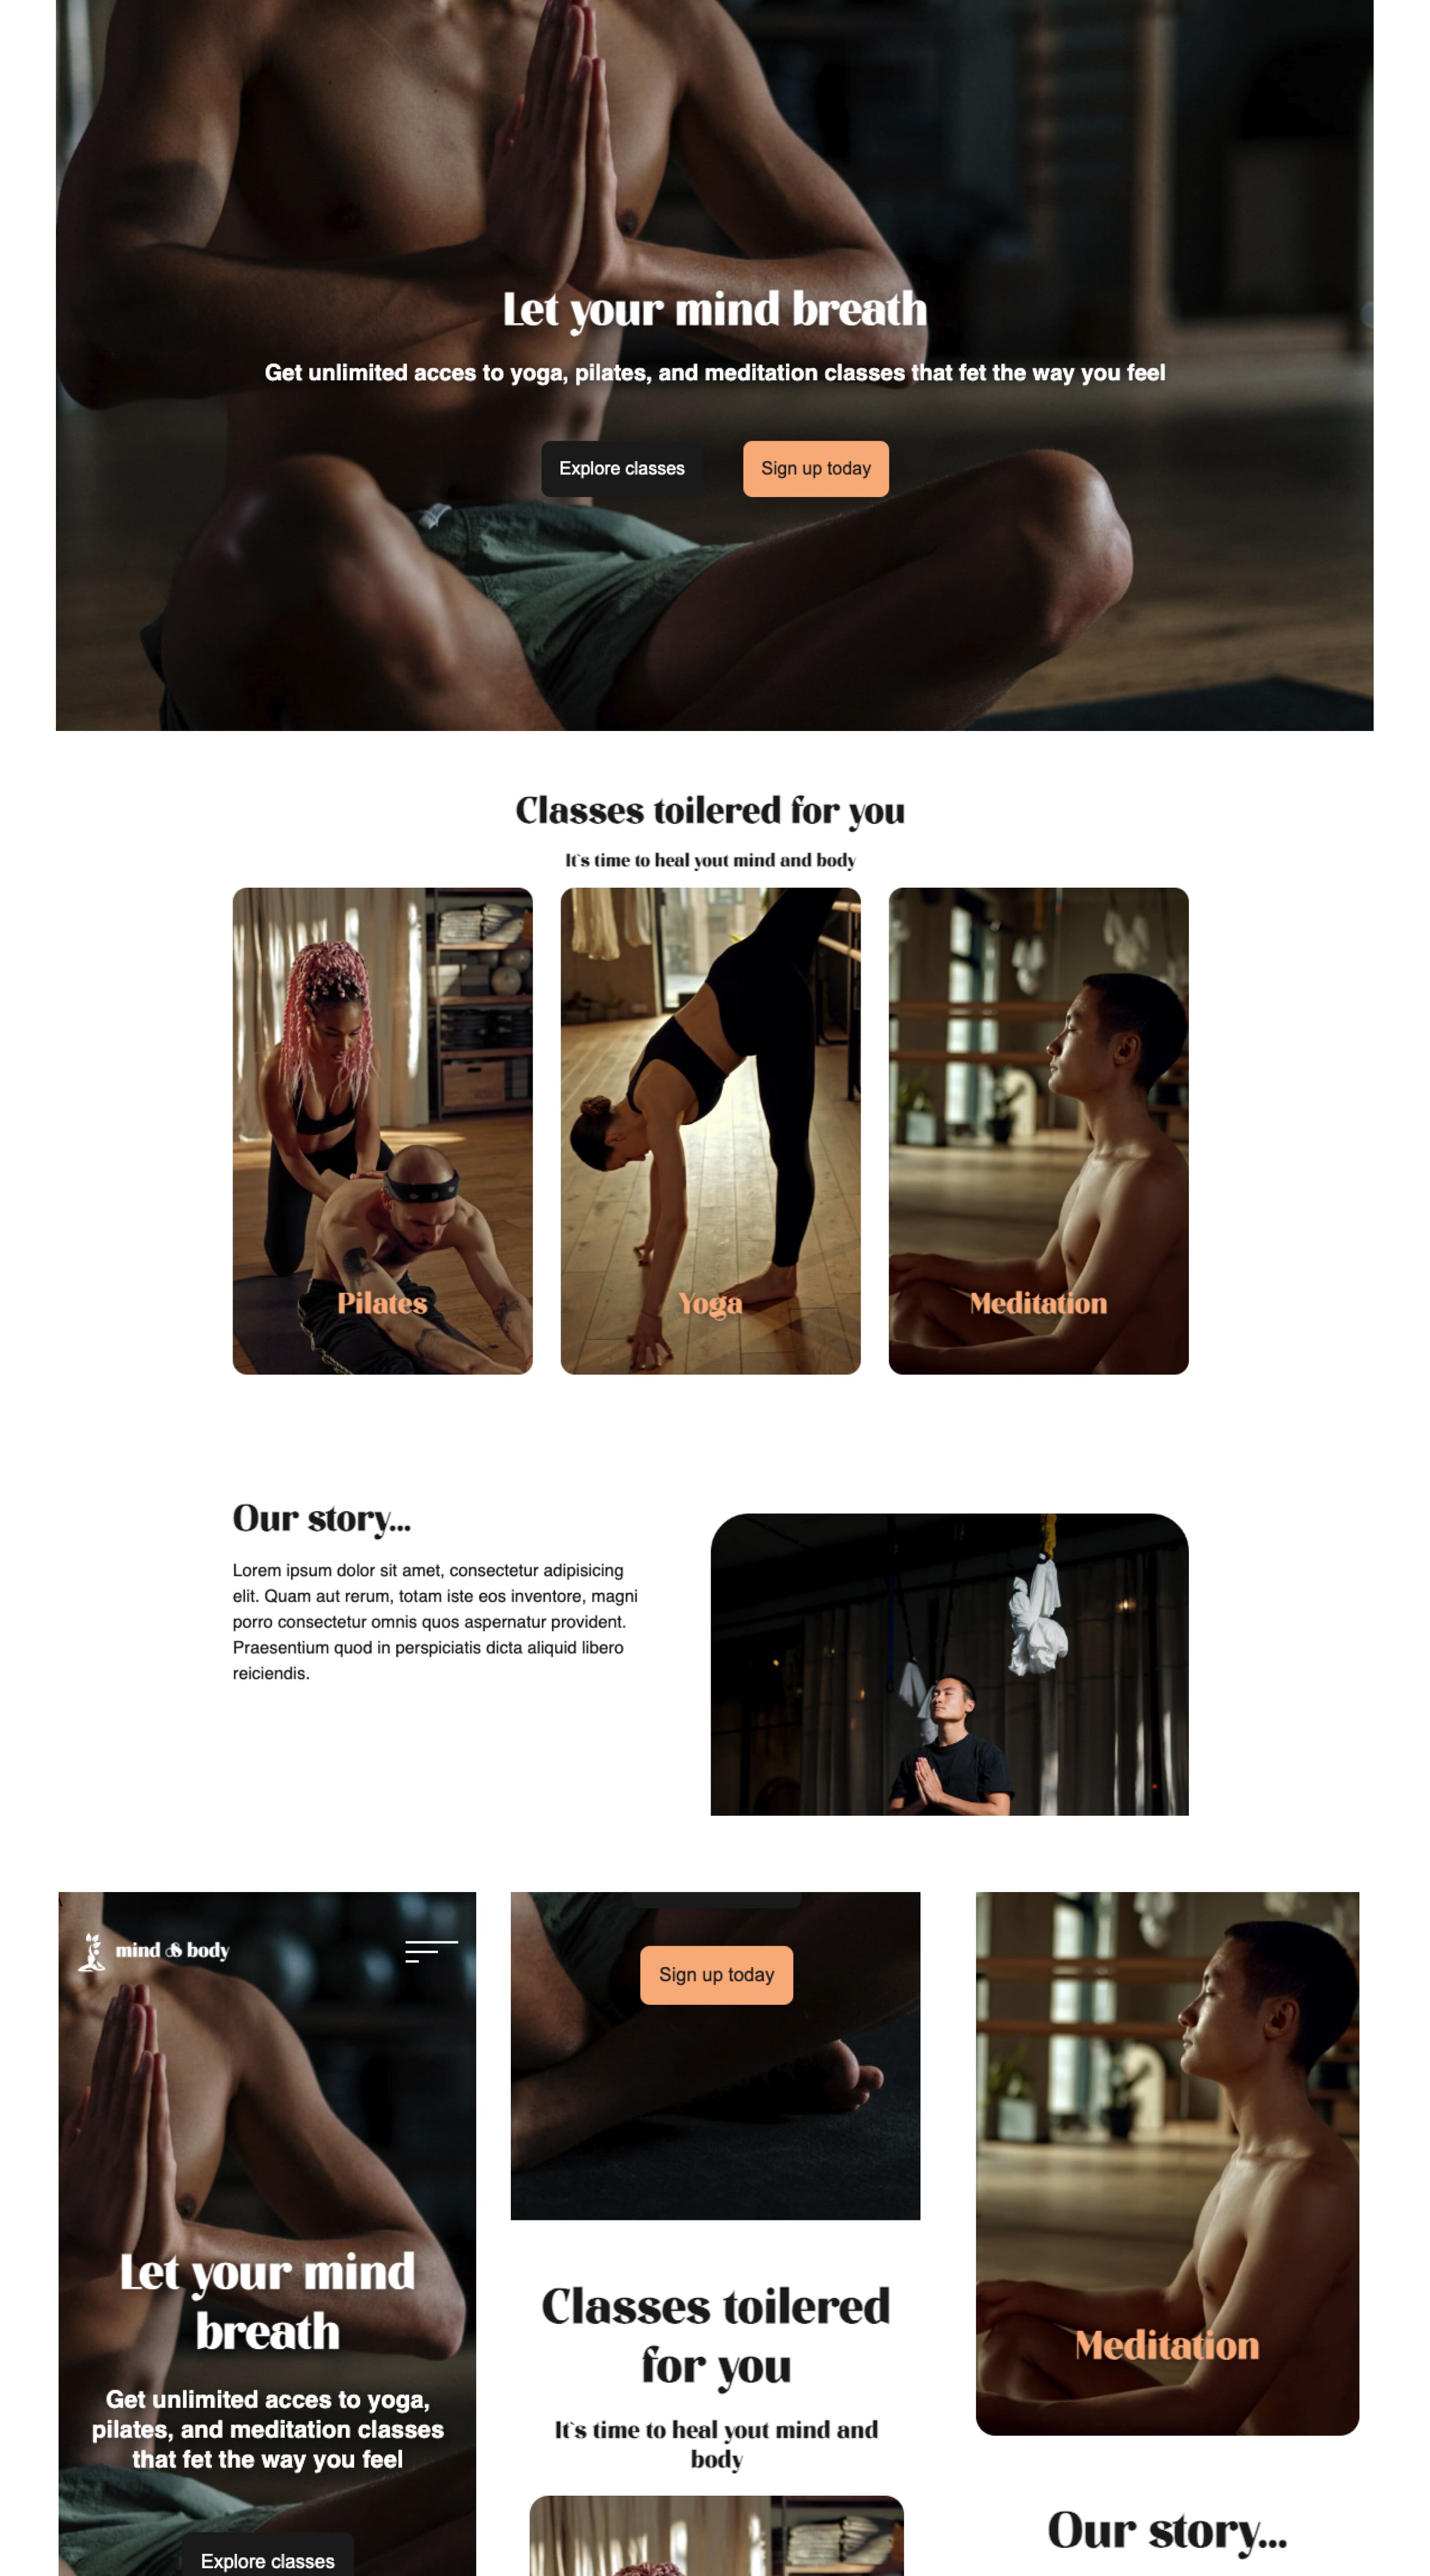 Let your mind breath
Get unlimited acces to yoga, pilates, and meditation classes that fet the way you feel
Explore classes
Sign up today
Classes toilered for you
It`s time to heal yout mind and body
Pilates
Yoga
Meditation
Our story...
Lorem ipsum dolor sit amet, consectetur adipisicing
elit. Quam aut rerum, totam iste eos inventore, magni
porro consectetur omnis quos aspernatur provident.
Praesentium quod in perspiciatis dicta aliquid libero
reiciendis.
mind & body
Let your mind
breath
Get unlimited acces to yoga,
pilates, and meditation classes
that fet the way you feel
Explore classes
Sign up today
Classes toilered
for you
It`s time to heal yout mind and
body
Meditation
Our story...